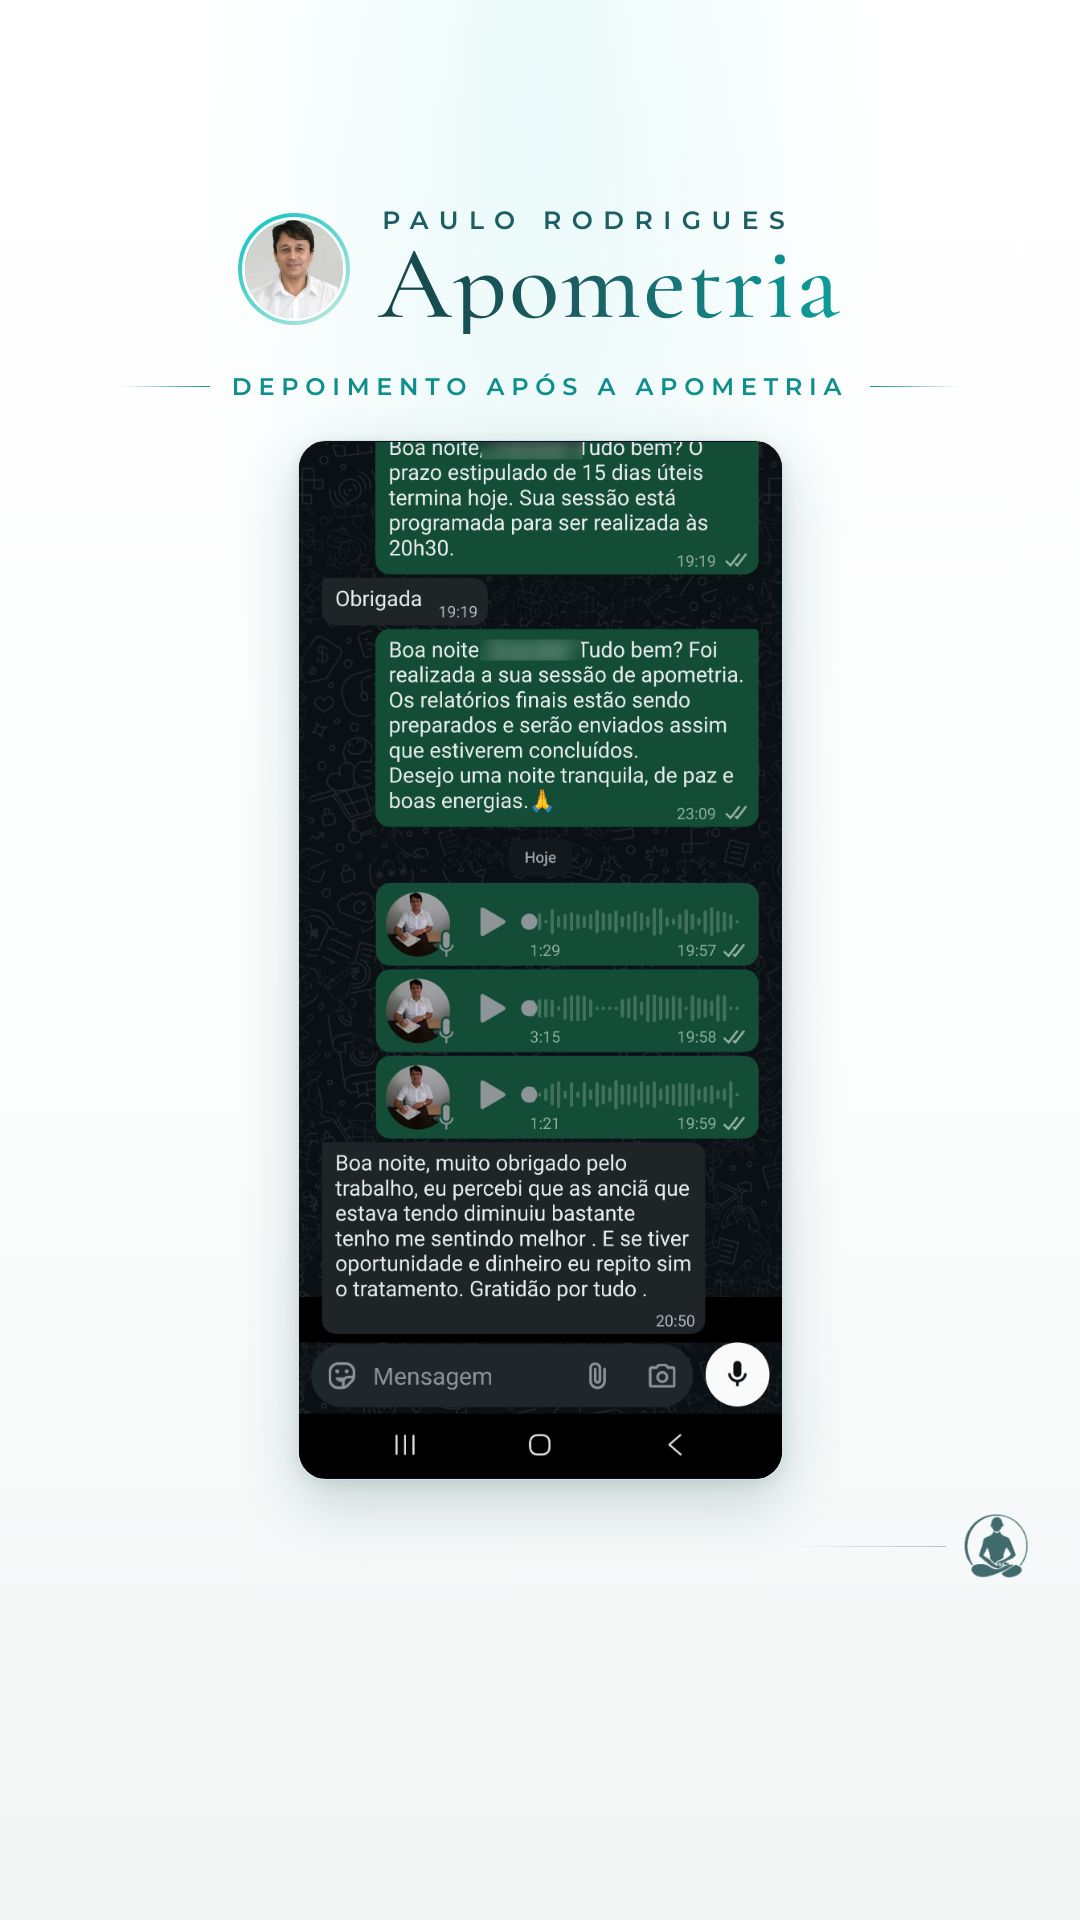 PAULO RODRIGUES
Apometria
DEPOIMENTO APÓS A APOMETRIA
Boa noite, Tudo bem? O
prazo estipulado de 15 dias úteis
termina hoje. Sua sessão está
programada para ser realizada às
20h30.
19:19
Obrigada
19:19
Boa noite Tudo bem? Foi
realizada a sua sessão de apometria.
Os relatórios finais estão sendo
preparados e serão enviados assim
que estiverem concluídos.
Desejo uma noite tranquila, de paz e
boas energias.🙏
23:09
Hoje
1:29 19:57
3:15 19:58
1:21 19:59
Boa noite, muito obrigado pelo
trabalho, eu percebi que as anciã que
estava tendo diminuiu bastante
tenho me sentindo melhor . E se tiver
oportunidade e dinheiro eu repito sim
o tratamento. Gratidão por tudo .
20:50
Mensagem